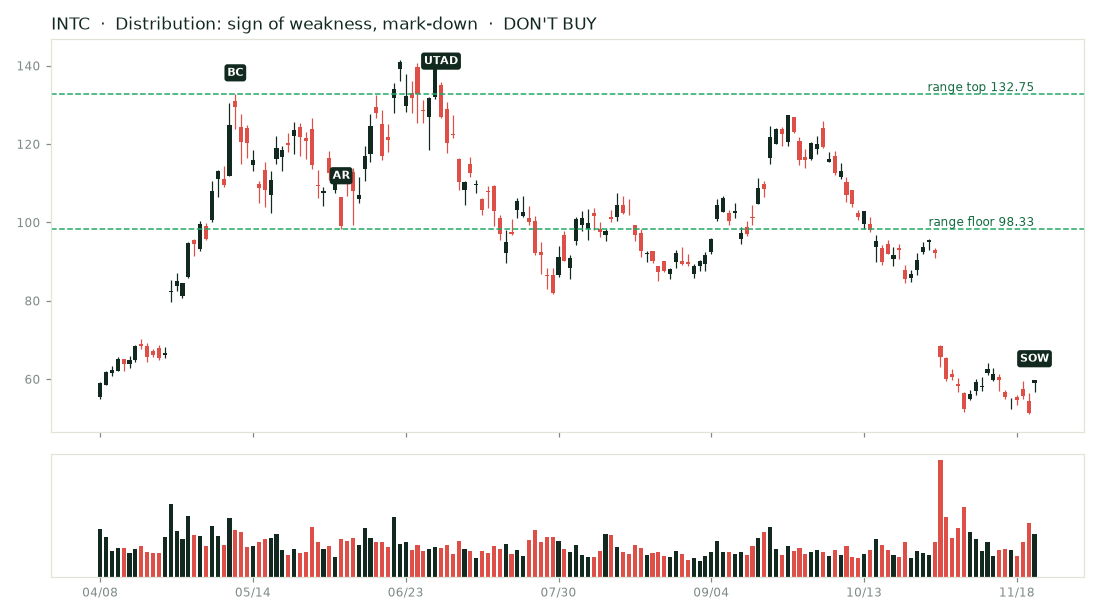 INTC · Distribution: sign of weakness, mark-down · DON'T BUY
140
BC
UTAD
range top 132.75
120
AR
100
range floor 98.33
80
SOW
60
04/08
05/14
06/23
07/30
09/04
10/13
11/18